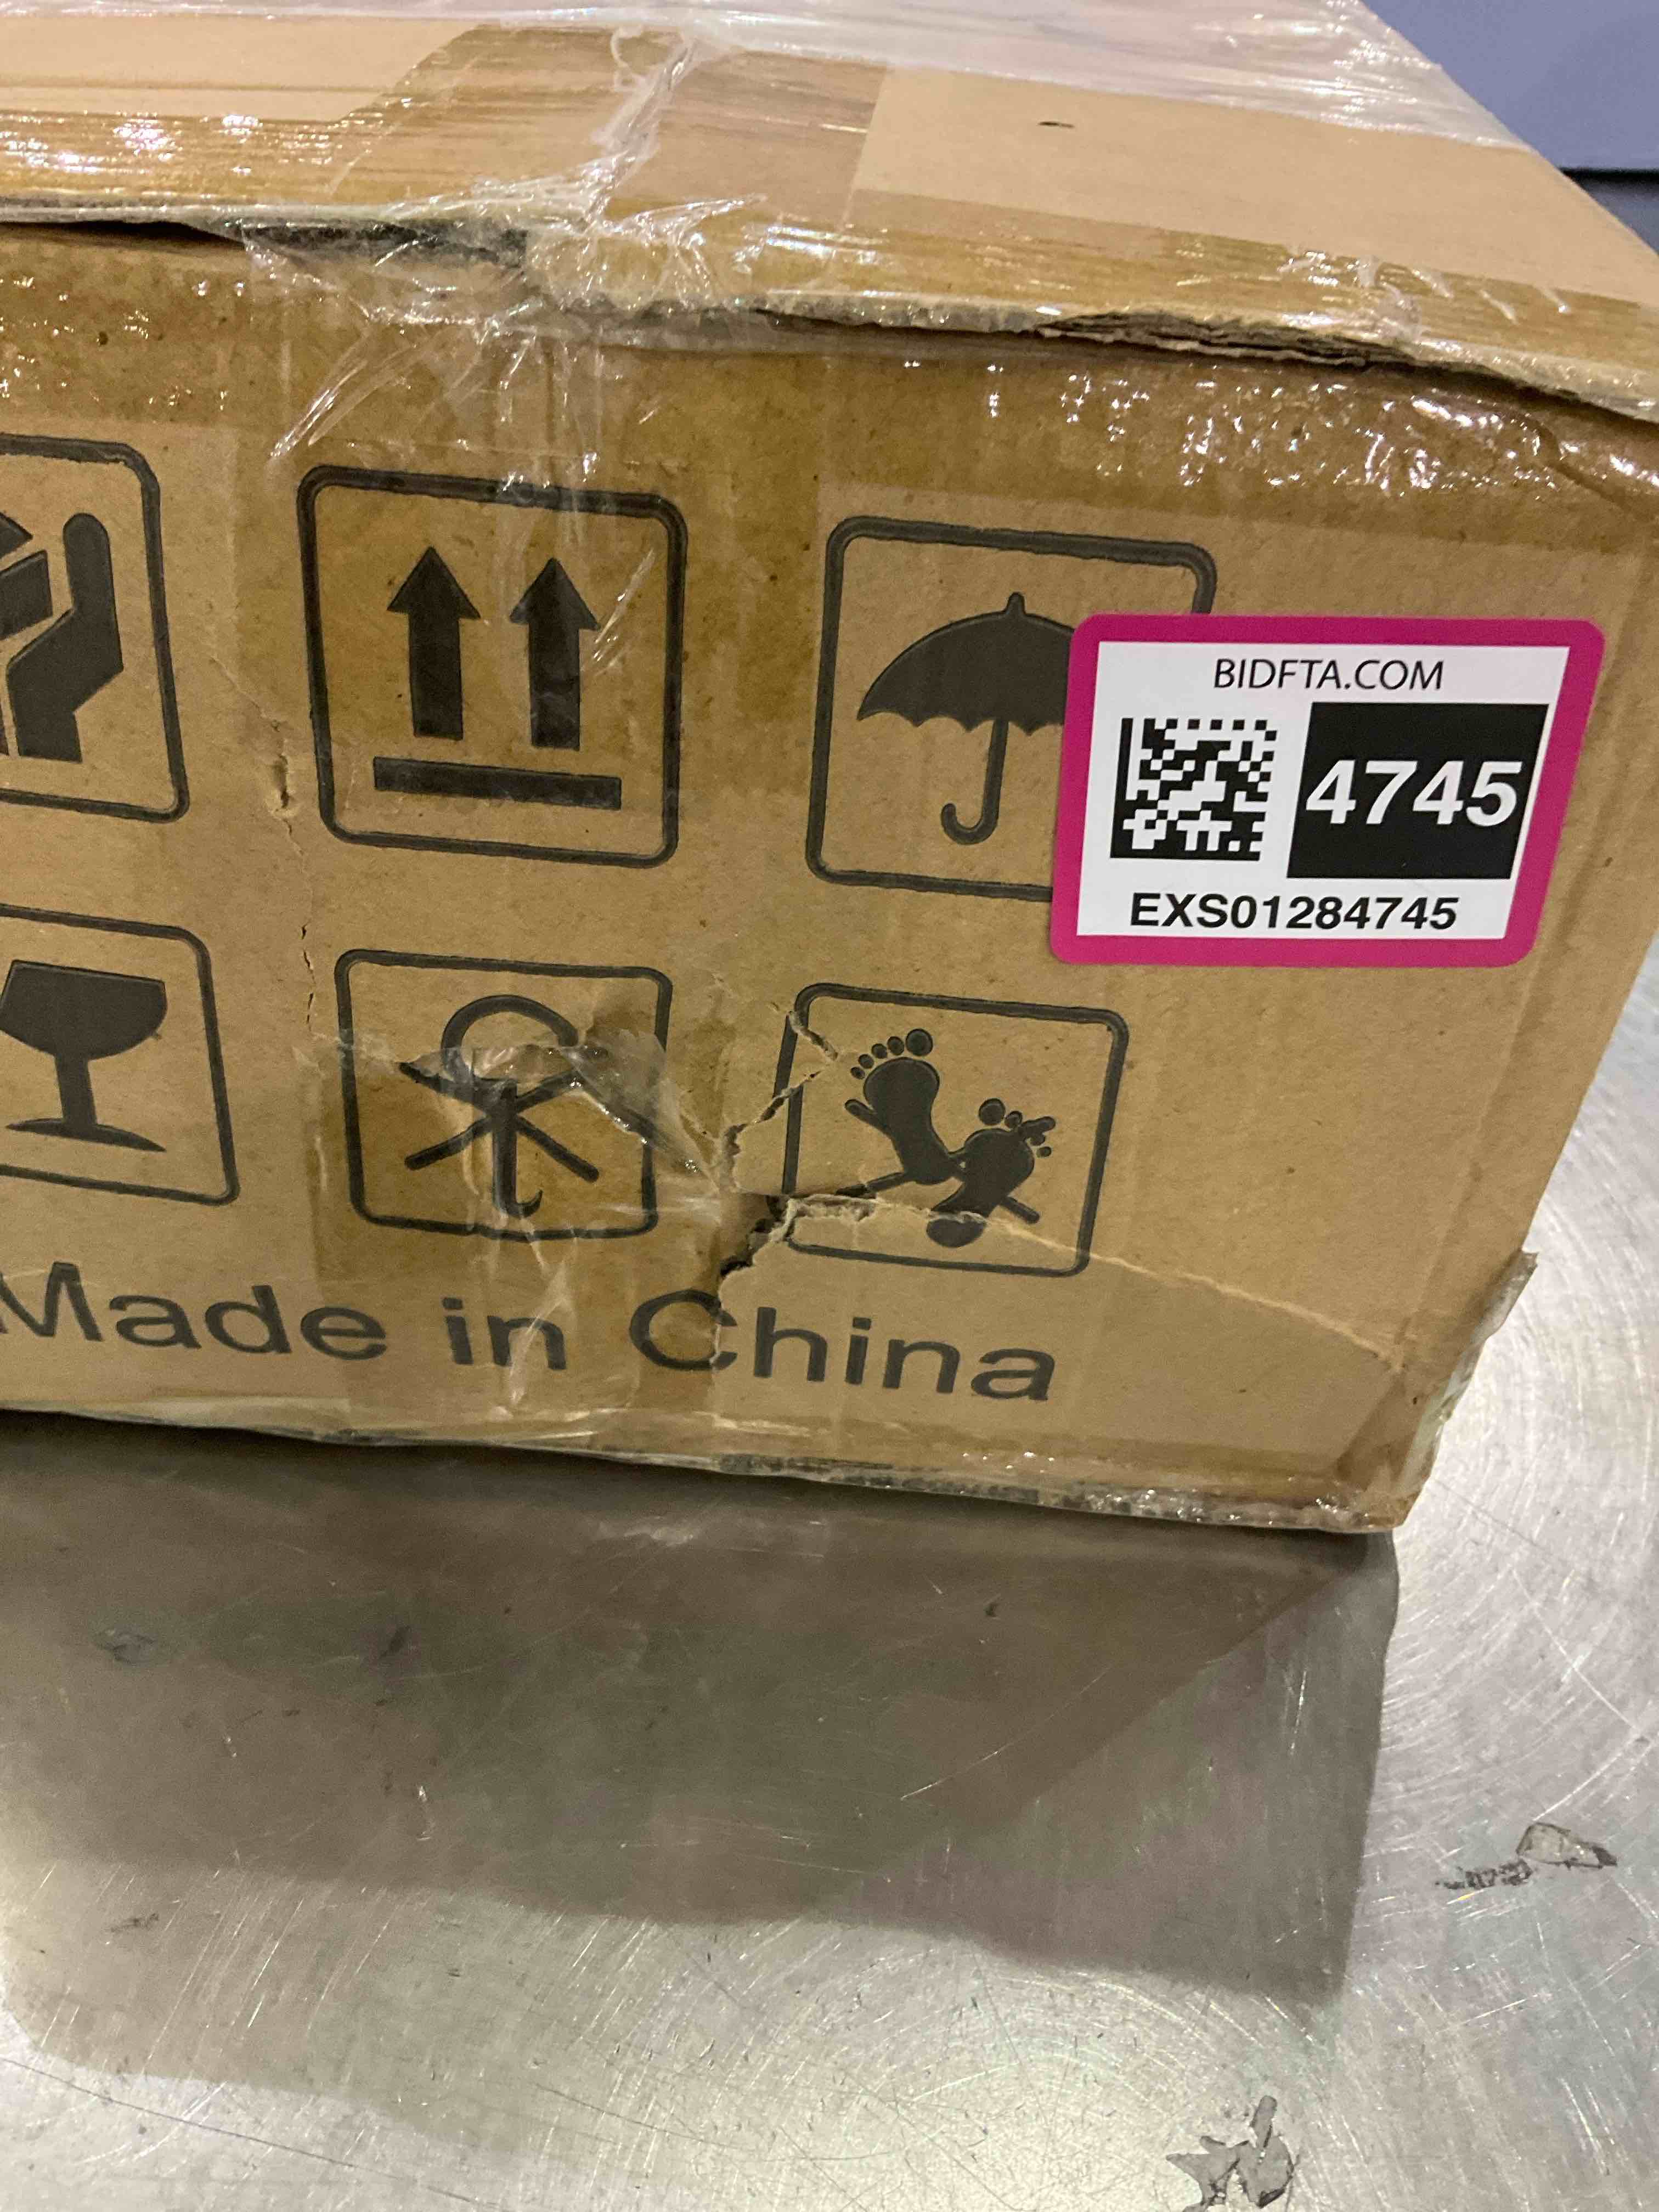 BIDFTA.COM
4745
EXS01284745
Made in China